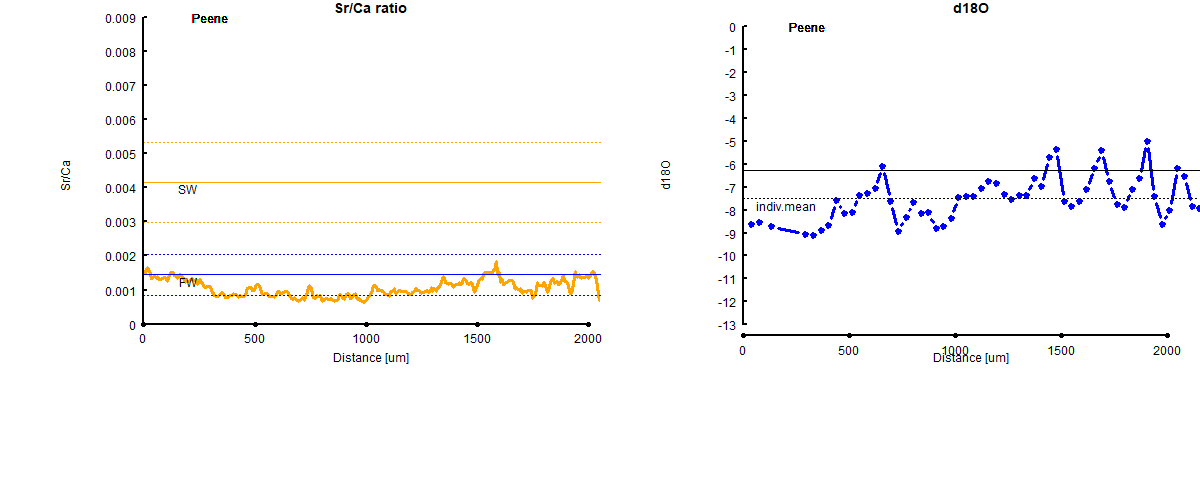 Sr/Ca ratio
Peene
0.009
0.008
0.007
0.006
0.005
0.004
0.003
0.002
0.001
0
Sr/Ca
SW
FW
0 500 1000 1500 2000
Distance [um]
d18O
Peene
0
-1
-2
-3
-4
-5
-6
-7
-8
-9
-10
-11
-12
-13
d18O
indiv.mean
0 500 1000 1500 2000
Distance [um]